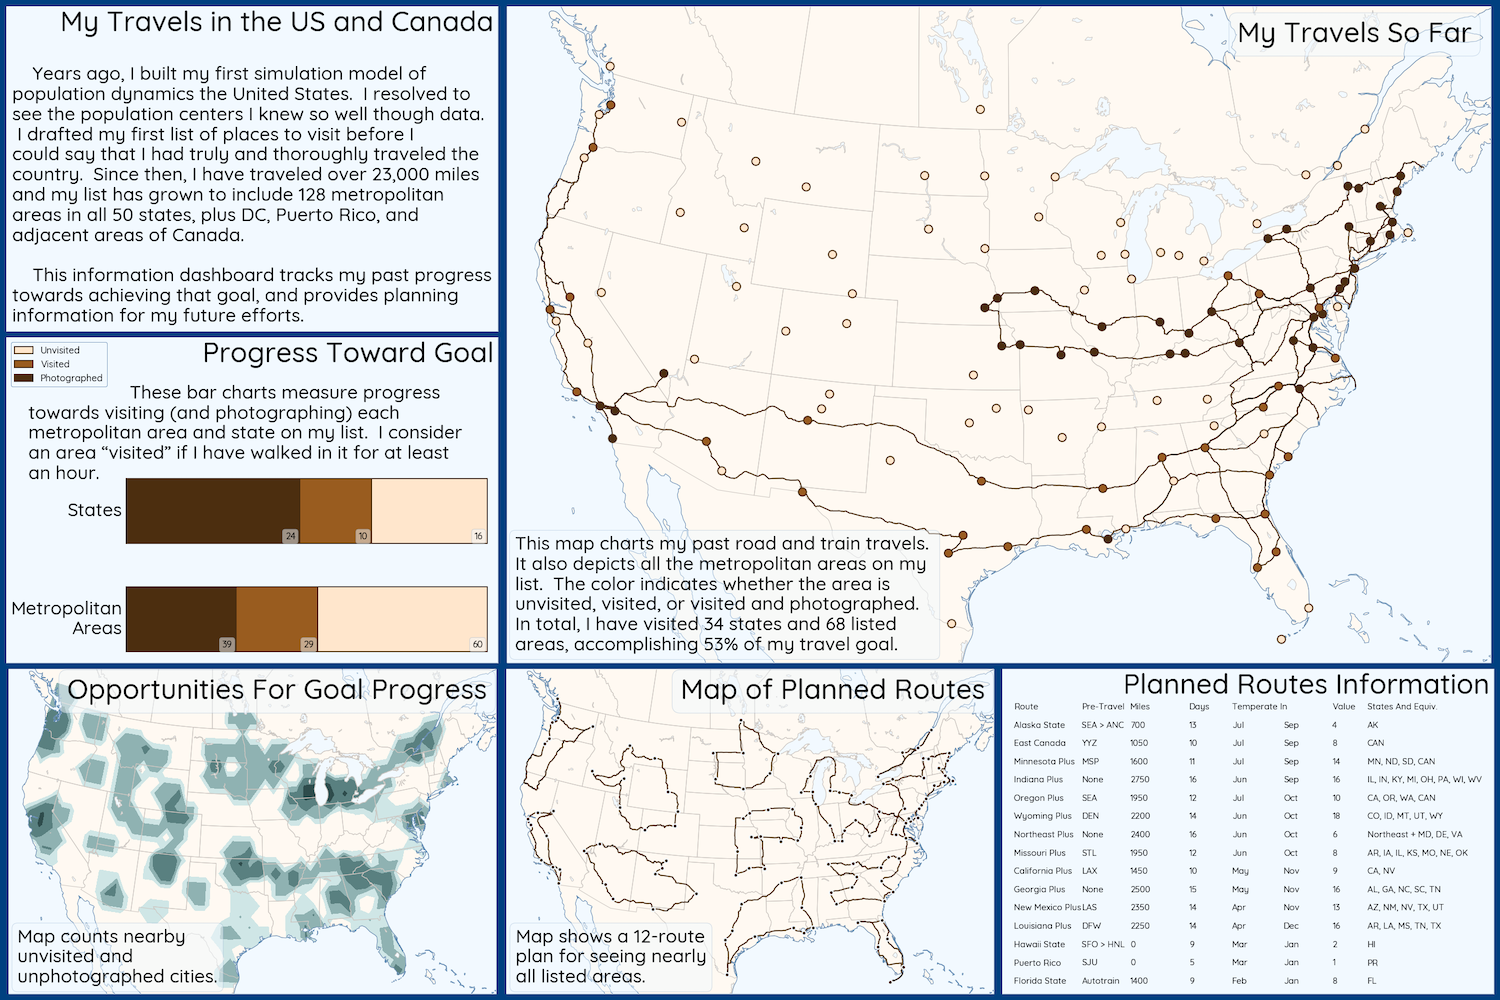 My Travels in the US and Canada
Years ago, I built my first simulation model of
population dynamics the United States.  I resolved to
see the population centers I knew so well though data.
I drafted my first list of places to visit before I
could say that I had truly and thoroughly traveled the
country.  Since then, I have traveled over 23,000 miles
and my list has grown to include 128 metropolitan
areas in all 50 states, plus DC, Puerto Rico, and
adjacent areas of Canada.
This information dashboard tracks my past progress
towards achieving that goal, and provides planning
information for my future efforts.
My Travels So Far
This map charts my past road and train travels.
It also depicts all the metropolitan areas on my
list.  The color indicates whether the area is
unvisited, visited, or visited and photographed.
In total, I have visited 34 states and 68 listed
areas, accomplishing 53% of my travel goal.
Progress Toward Goal
Unvisited
Visited
Photographed
These bar charts measure progress
towards visiting (and photographing) each
metropolitan area and state on my list.  I consider
an area “visited” if I have walked in it for at least
an hour.
States
24 10 16
Metropolitan
Areas
39 29 60
Opportunities For Goal Progress
Map counts nearby
unvisited and
unphotographed cities.
Map of Planned Routes
Map shows a 12-route
plan for seeing nearly
all listed areas.
Planned Routes Information
Route Pre-Travel Miles Days Temperate In Value States And Equiv.
Alaska State SEA > ANC 700 13 Jul Sep 4 AK
East Canada YYZ 1050 10 Jul Sep 8 CAN
Minnesota Plus MSP 1600 11 Jul Sep 14 MN, ND, SD, CAN
Indiana Plus None 2750 16 Jun Sep 16 IL, IN, KY, MI, OH, PA, WI, WV
Oregon Plus SEA 1950 12 Jul Oct 10 CA, OR, WA, CAN
Wyoming Plus DEN 2200 14 Jun Oct 18 CO, ID, MT, UT, WY
Northeast Plus None 2400 16 Jun Oct 6 Northeast + MD, DE, VA
Missouri Plus STL 1950 12 Jun Oct 8 AR, IA, IL, KS, MO, NE, OK
California Plus LAX 1450 10 May Nov 9 CA, NV
Georgia Plus None 2500 15 May Nov 16 AL, GA, NC, SC, TN
New Mexico Plus LAS 2350 14 Apr Nov 13 AZ, NM, NV, TX, UT
Louisiana Plus DFW 2250 14 Apr Dec 16 AR, LA, MS, TN, TX
Hawaii State SFO > HNL 0 9 Mar Jan 2 HI
Puerto Rico SJU 0 5 Mar Jan 1 PR
Florida State Autotrain 1400 9 Feb Jan 8 FL